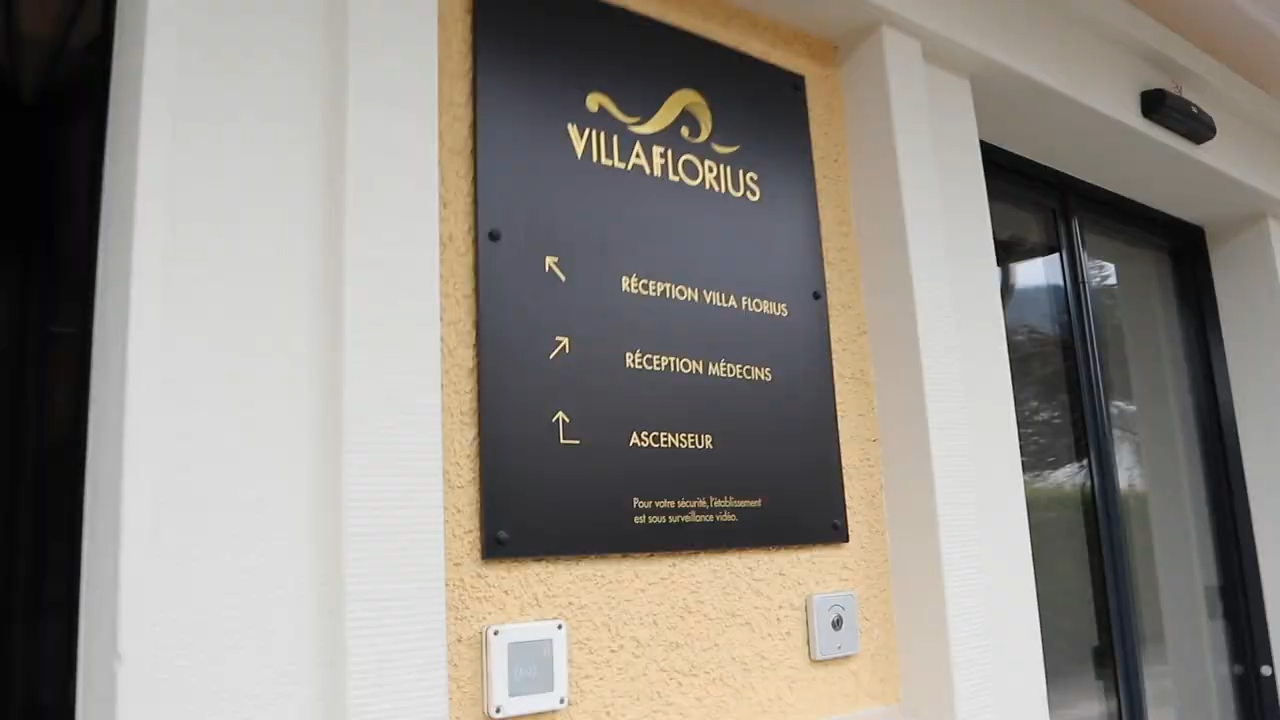 VILLAFLORIUS
RÉCEPTION VILLA FLORIUS
RÉCEPTION MÉDECINS
ASCENSEUR
Pour votre sécurité, l'établissement
est sous surveillance vidéo.